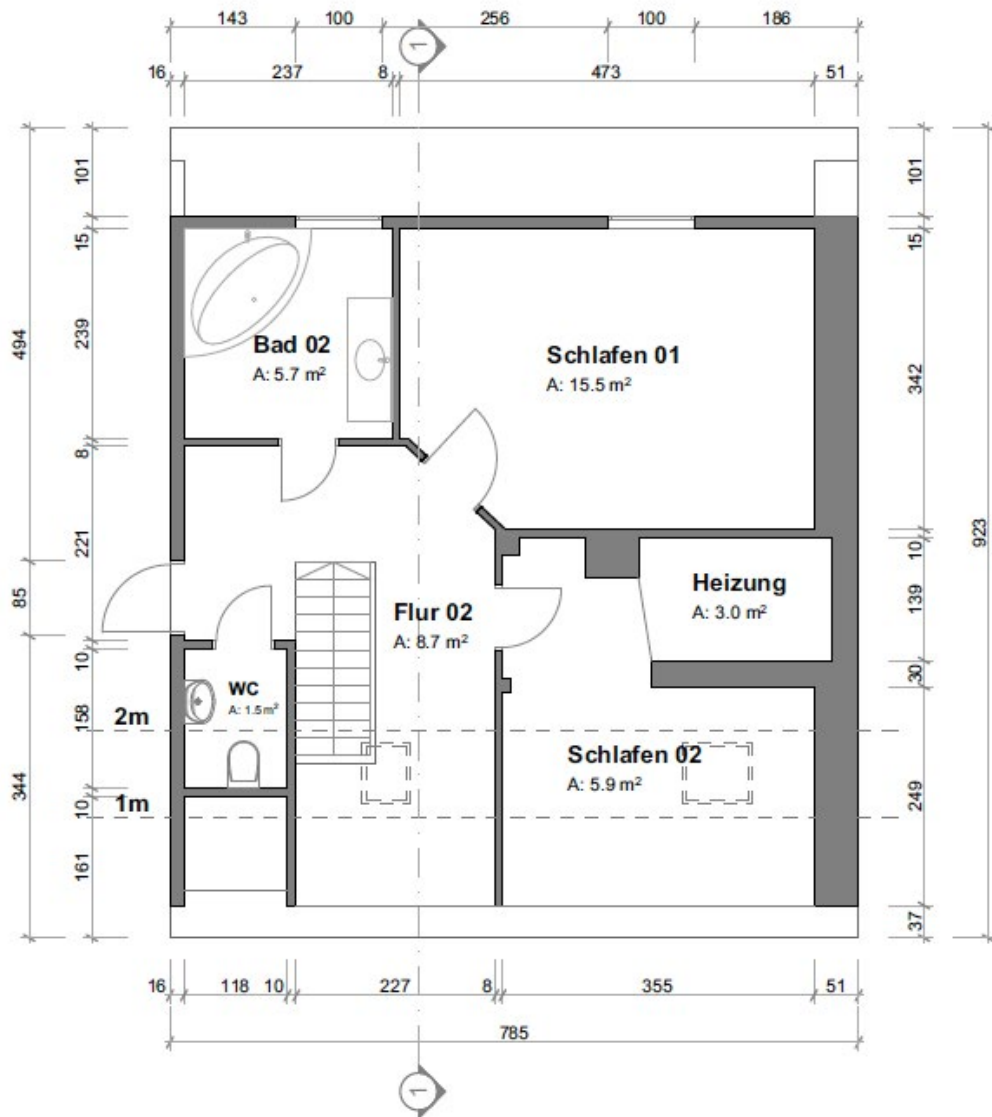 143 100 256 100 186
1
16 237 8 473 51
101 101
15 15
494 239 342
Bad 02
A: 5.7 m²
Schlafen 01
A: 15.5 m²
8
923
221 10
85 139
Heizung
A: 3.0 m²
Flur 02
A: 8.7 m²
10 30
WC
A: 1.5 m²
158
2m
Schlafen 02
A: 5.9 m²
344 249
10
1m
161
37
16 118 10 227 8 355 51
785
1